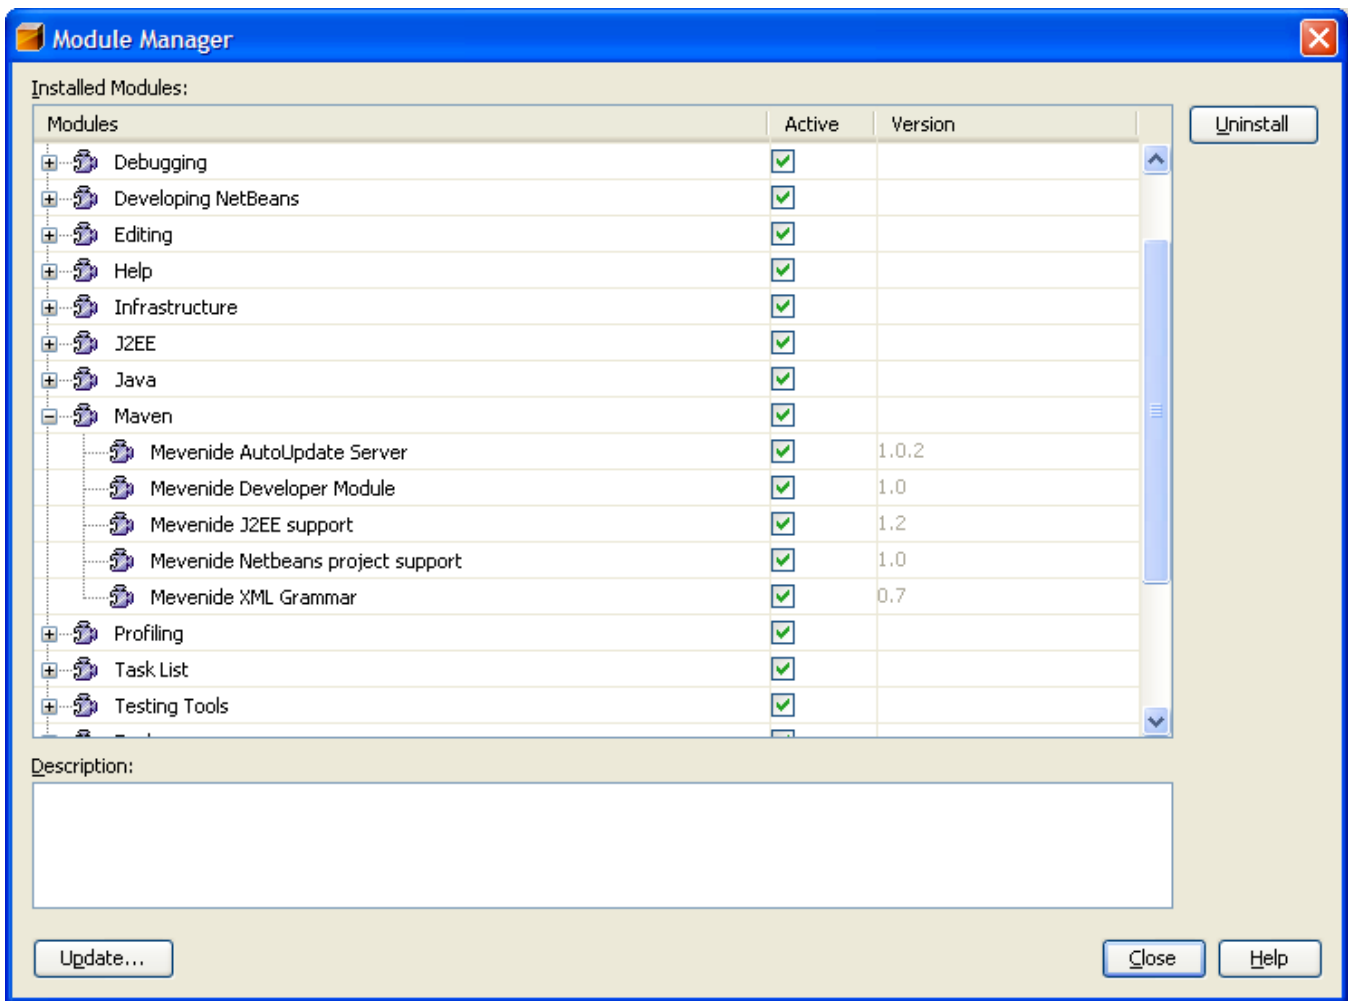 Module Manager
Installed Modules:
Modules Active Version
Uninstall
Debugging
Developing NetBeans
Editing
Help
Infrastructure
J2EE
Java
Maven
Mevenide AutoUpdate Server 1.0.2
Mevenide Developer Module 1.0
Mevenide J2EE support 1.2
Mevenide Netbeans project support 1.0
Mevenide XML Grammar 0.7
Profiling
Task List
Testing Tools
Description:
Update...
Close
Help